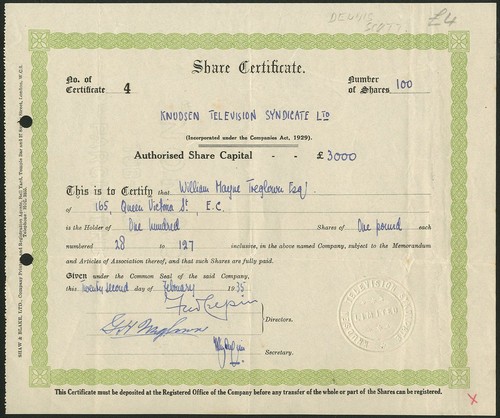 DENNIS
£4
Share Certificate.
No. of Certificate 4
Number of Shares 100
KNUDSEN TELEVISION SYNDICATE LTD
(Incorporated under the Companies Act, 1929).
Authorised Share Capital - - £ 3000
This is to Certify that William Mayne Treglown Esq
of 165, Queen Victoria St, E.C.
is the Holder of One hundred Shares of One pound each
numbered 28 to 127 inclusive, in the above named Company, subject to the Memorandum
and Articles of Association thereof, and that such Shares are fully paid.
Given under the Common Seal of the said Company,
this twenty second day of February 1935
Directors.
Secretary.
KNUDSEN TELEVISION SYNDICATE
LIMITED
This Certificate must be deposited at the Registered Office of the Company before any transfer of the whole or part of the Shares can be registered.
X